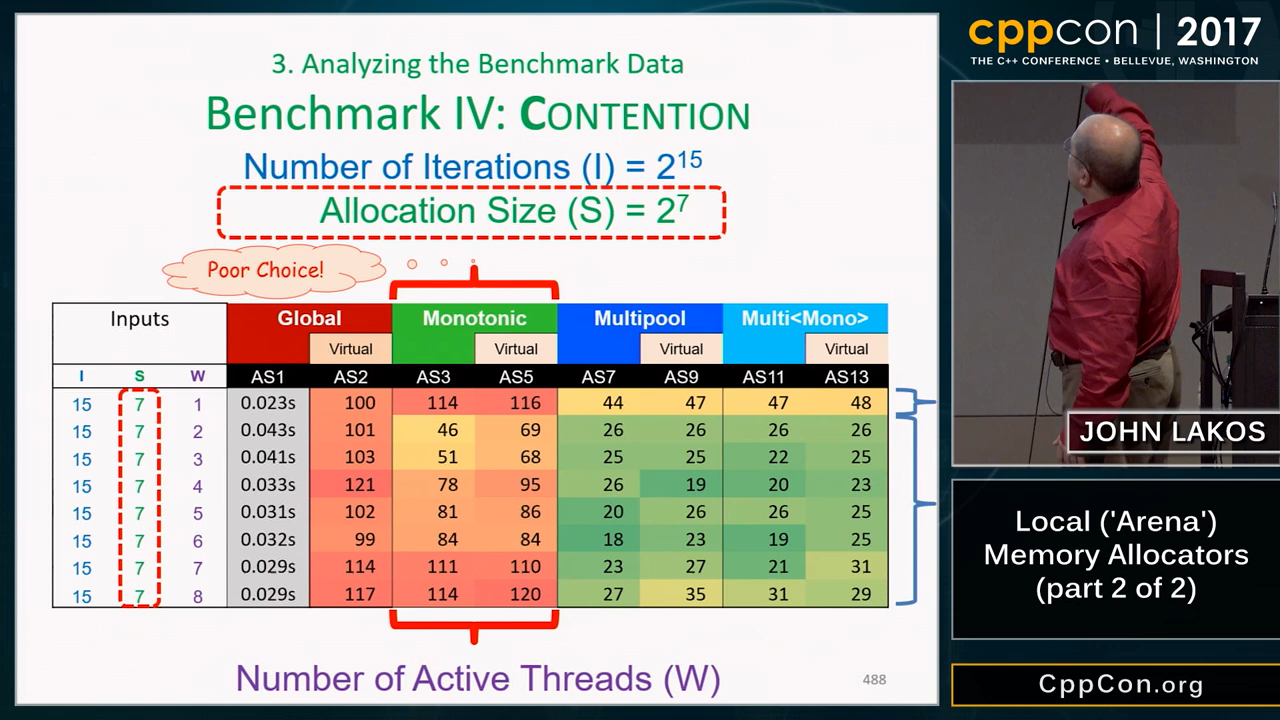 3. Analyzing the Benchmark Data
Benchmark IV: CONTENTION
Number of Iterations (I) = 2^15
Allocation Size (S) = 2^7
Poor Choice!
Inputs Global Monotonic Multipool Multi<Mono>
Virtual Virtual Virtual Virtual
I S W AS1 AS2 AS3 AS5 AS7 AS9 AS11 AS13
15 7 1 0.023s 100 114 116 44 47 47 48
15 7 2 0.043s 101 46 69 26 26 26 26
15 7 3 0.041s 103 51 68 25 25 22 25
15 7 4 0.033s 121 78 95 26 19 20 23
15 7 5 0.031s 102 81 86 20 26 26 25
15 7 6 0.032s 99 84 84 18 23 19 25
15 7 7 0.029s 114 111 110 23 27 21 31
15 7 8 0.029s 117 114 120 27 35 31 29
Number of Active Threads (W)
488
cppcon | 2017
THE C++ CONFERENCE • BELLEVUE, WASHINGTON
JOHN LAKOS
Local ('Arena')
Memory Allocators
(part 2 of 2)
CppCon.org